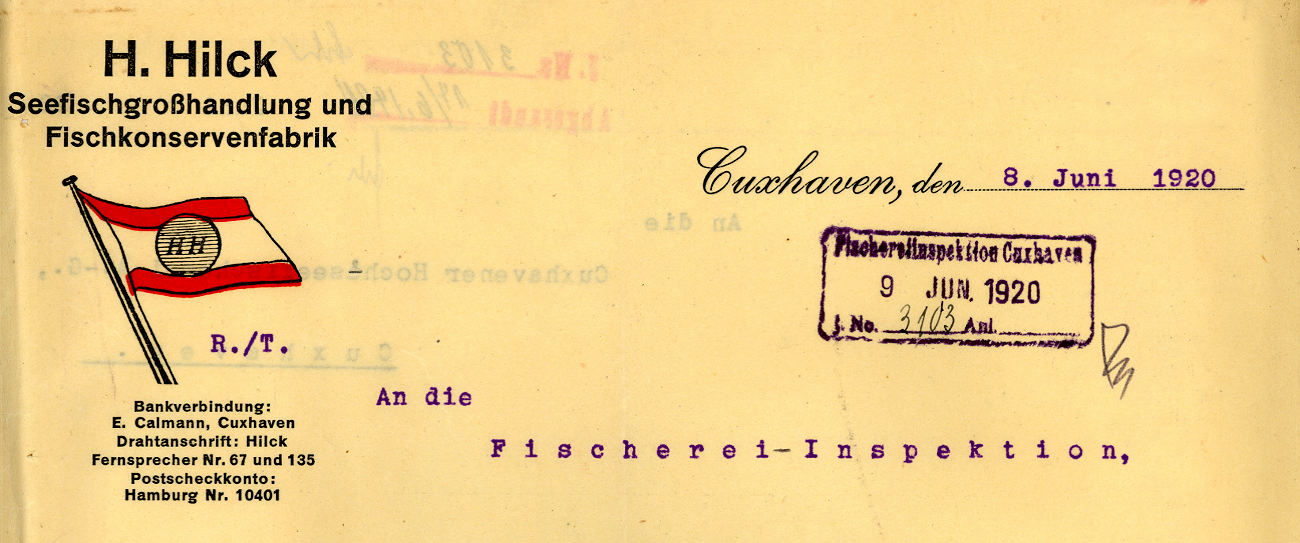 H. Hilck
Seefischgroßhandlung und
Fischkonservenfabrik
HH
Cuxhaven, den 8. Juni 1920
Fischereiinspektion Cuxhaven
9 JUN. 1920
J. No. 3103 Anl.
R./T.
Bankverbindung:
E. Calmann, Cuxhaven
Drahtanschrift: Hilck
Fernsprecher Nr. 67 und 135
Postscheckkonto:
Hamburg Nr. 10401
An die
Fischerei-Inspektion,